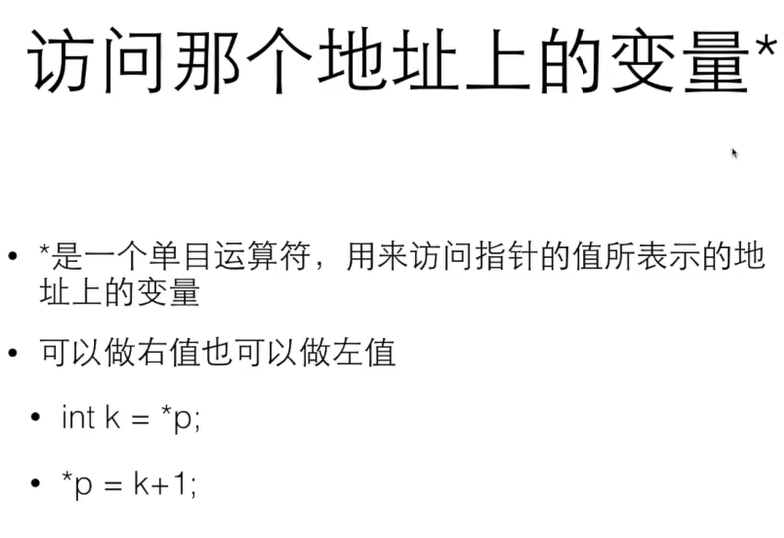 访问那个地址上的变量*
• *是一个单目运算符，用来访问指针的值所表示的地
址上的变量
• 可以做右值也可以做左值
• int k = *p;
• *p = k+1;